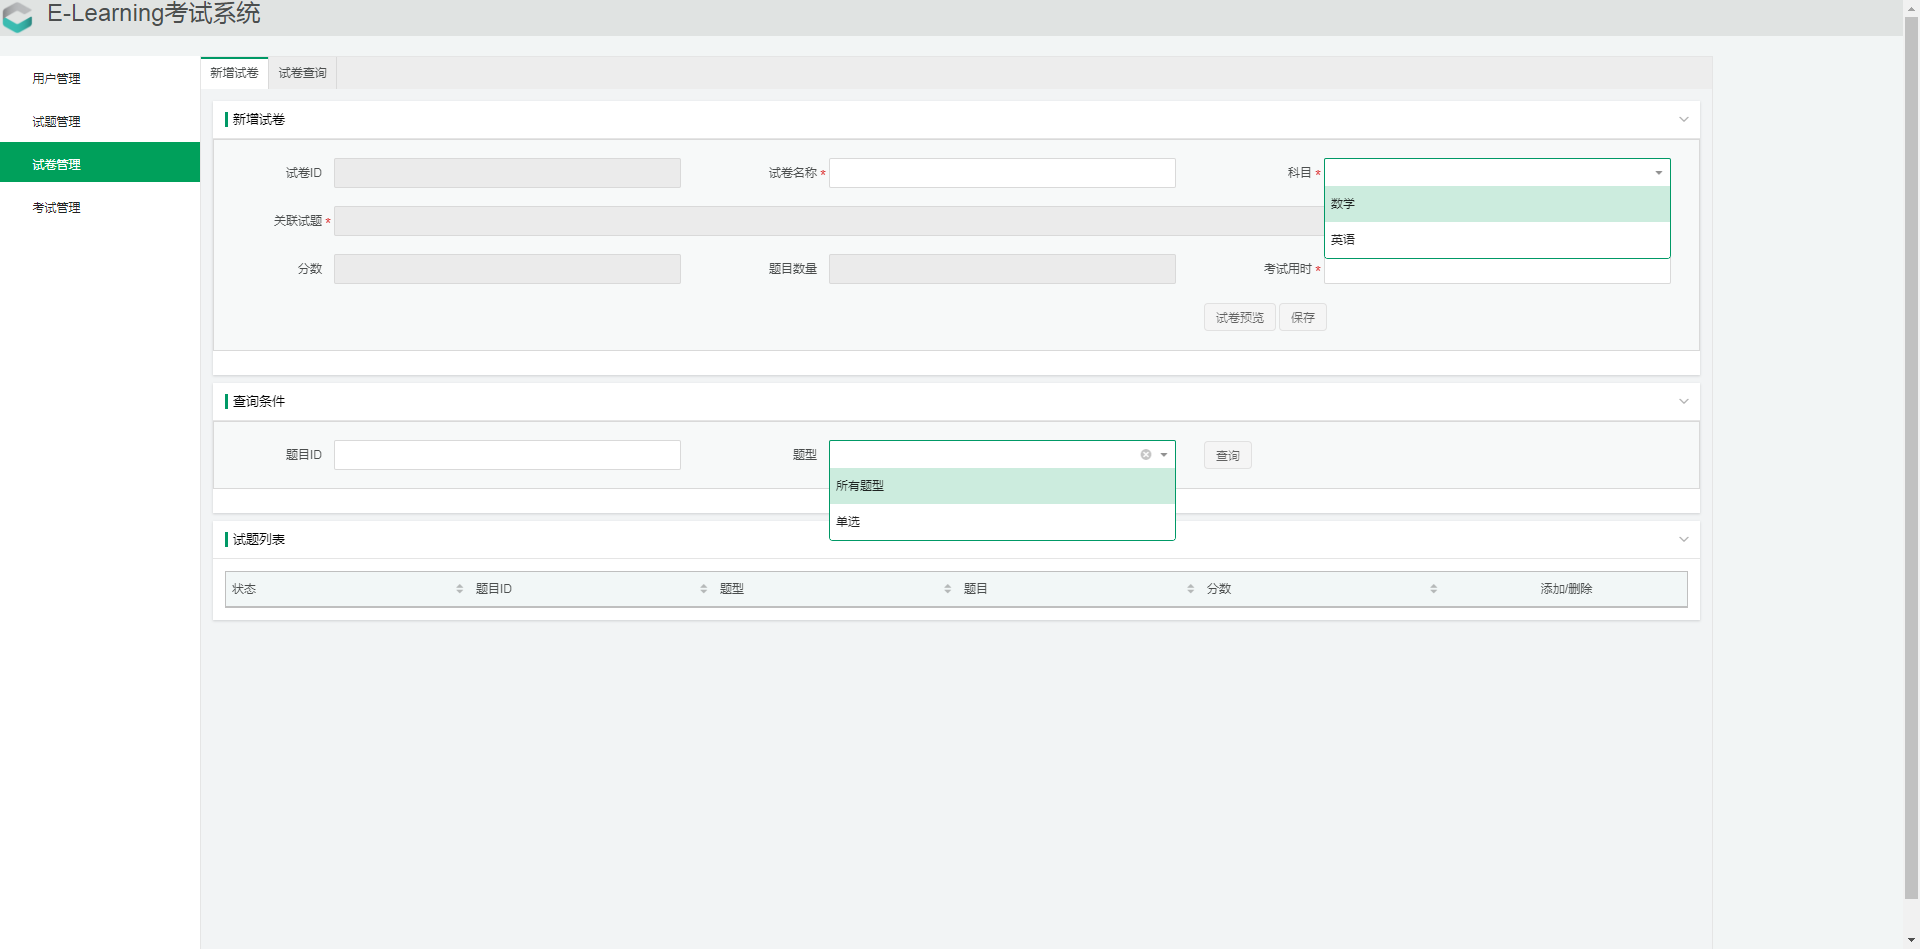 E-Learning考试系统
用户管理
试题管理
试卷管理
考试管理
新增试卷 试卷查询
新增试卷
试卷ID 试卷名称 * 科目 *
数学
关联试题 *
英语
分数 题目数量 考试用时 *
试卷预览 保存
查询条件
题目ID 题型 查询
所有题型
单选
试题列表
状态 题目ID 题型 题目 分数 添加/删除